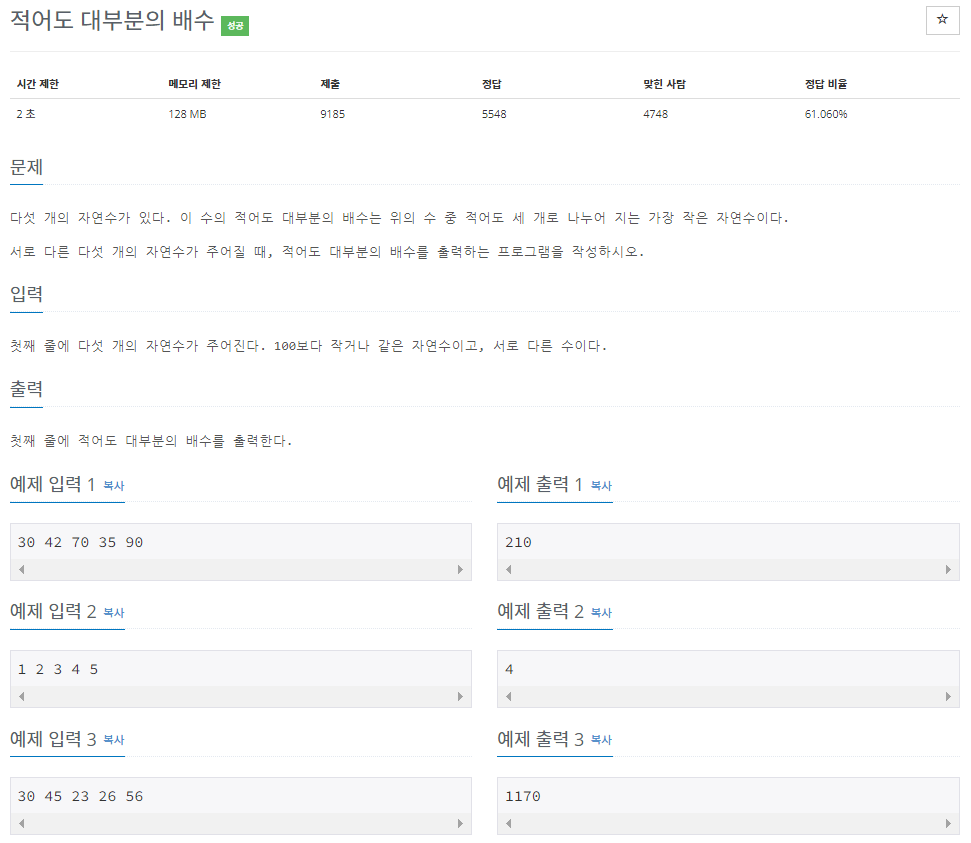 적어도 대부분의 배수 성공
☆
시간 제한 메모리 제한 제출 정답 맞힌 사람 정답 비율
2 초 128 MB 9185 5548 4748 61.060%
문제
다섯 개의 자연수가 있다. 이 수의 적어도 대부분의 배수는 위의 수 중 적어도 세 개로 나누어 지는 가장 작은 자연수이다.
서로 다른 다섯 개의 자연수가 주어질 때, 적어도 대부분의 배수를 출력하는 프로그램을 작성하시오.
입력
첫째 줄에 다섯 개의 자연수가 주어진다. 100보다 작거나 같은 자연수이고, 서로 다른 수이다.
출력
첫째 줄에 적어도 대부분의 배수를 출력한다.
예제 입력 1 복사
30 42 70 35 90
예제 출력 1 복사
210
예제 입력 2 복사
1 2 3 4 5
예제 출력 2 복사
4
예제 입력 3 복사
30 45 23 26 56
예제 출력 3 복사
1170